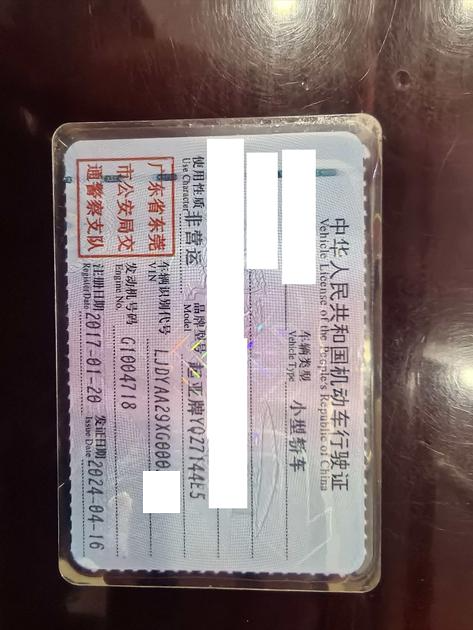 中华人民共和国机动车行驶证
Vehicle License of the People's Republic of China
车辆类型 小型轿车
Vehicle Type
使用性质 非营运 品牌型号 起亚牌YQZ7144E5
Use Character Model
广东省东莞
市公安局交
通警察支队
车辆识别代号 LJDYAA29XG000
VIN
发动机号码 G1004718
Engine No.
注册日期 2017-01-20 发证日期 2024-04-16
Register Date Issue Date